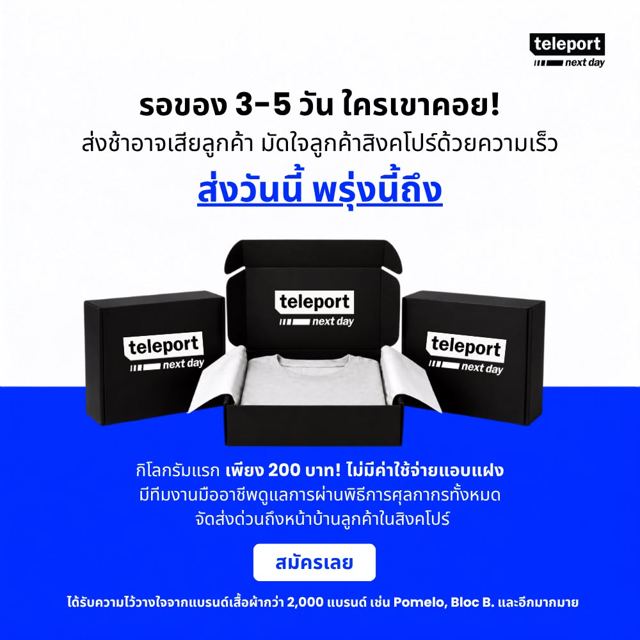 teleport
next day
รอของ 3-5 วัน ใครเขาคอย!
ส่งช้าอาจเสียลูกค้า มัดใจลูกค้าสิงคโปร์ด้วยความเร็ว
ส่งวันนี้ พรุ่งนี้ถึง
teleport
next day
teleport
next day
teleport
next day
กิโลกรัมแรก เพียง 200 บาท! ไม่มีค่าใช้จ่ายแอบแฝง
มีทีมงานมืออาชีพดูแลการผ่านพิธีการศุลกากรทั้งหมด
จัดส่งด่วนถึงหน้าบ้านลูกค้าในสิงคโปร์
สมัครเลย
ได้รับความไว้วางใจจากแบรนด์เสื้อผ้ากว่า 2,000 แบรนด์ เช่น Pomelo, Bloc B. และอีกมากมาย